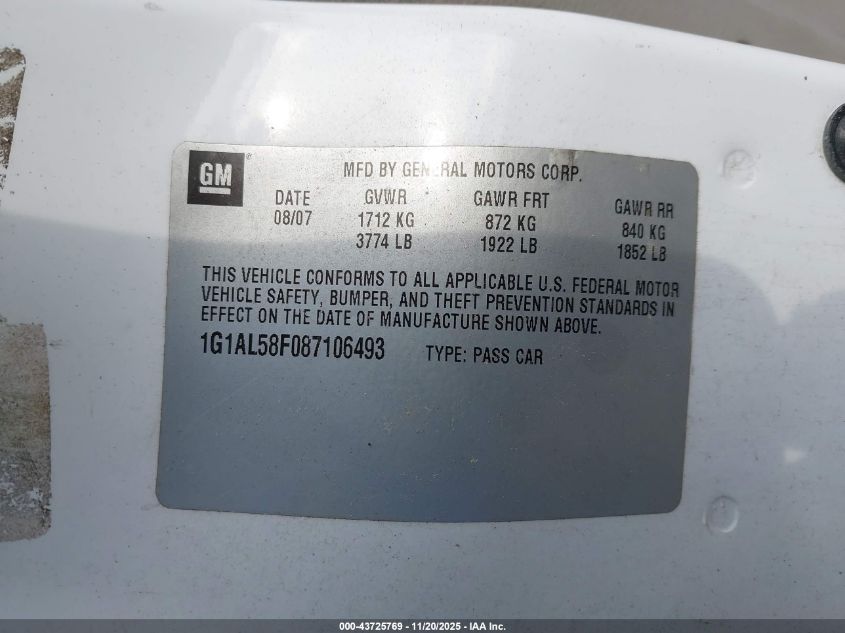 GM ®
MFD BY GENERAL MOTORS CORP.
DATE GVWR GAWR FRT GAWR RR
08/07 1712 KG 872 KG 840 KG
3774 LB 1922 LB 1852 LB
THIS VEHICLE CONFORMS TO ALL APPLICABLE U.S. FEDERAL MOTOR
VEHICLE SAFETY, BUMPER, AND THEFT PREVENTION STANDARDS IN
EFFECT ON THE DATE OF MANUFACTURE SHOWN ABOVE.
1G1AL58F087106493 TYPE: PASS CAR
000-43725769 - 11/20/2025 - IAA Inc.